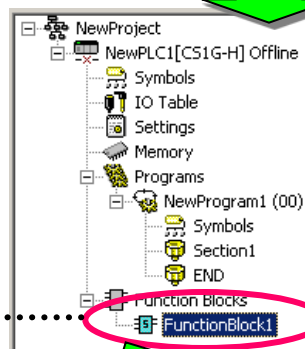 NewProject
NewPLC1[CS1G-H] Offline
Symbols
IO Table
Settings
Memory
Programs
NewProgram1 (00)
Symbols
Section1
END
Function Blocks
FunctionBlock1